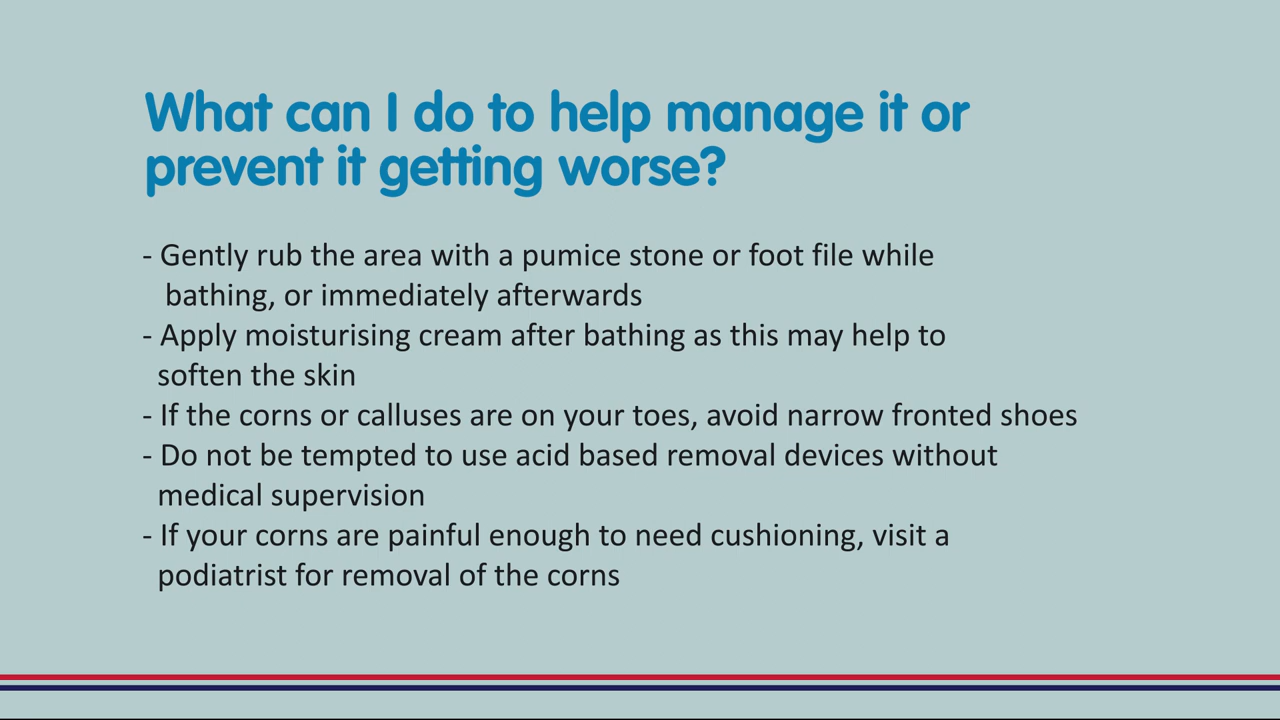 What can I do to help manage it or
prevent it getting worse?
- Gently rub the area with a pumice stone or foot file while
bathing, or immediately afterwards
- Apply moisturising cream after bathing as this may help to
soften the skin
- If the corns or calluses are on your toes, avoid narrow fronted shoes
- Do not be tempted to use acid based removal devices without
medical supervision
- If your corns are painful enough to need cushioning, visit a
podiatrist for removal of the corns